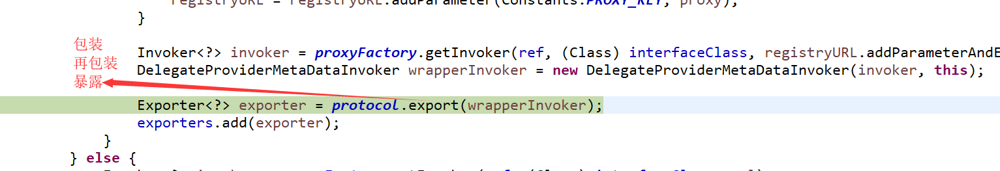 registryURL = registryURL.addParameter(Constants.PROXY_KEY, proxy);
}
包装
再包装
暴露
Invoker<?> invoker = proxyFactory.getInvoker(ref, (Class) interfaceClass, registryURL.addParameterAndE
DelegateProviderMetaDataInvoker wrapperInvoker = new DelegateProviderMetaDataInvoker(invoker, this);
Exporter<?> exporter = protocol.export(wrapperInvoker);
exporters.add(exporter);
}
} else {